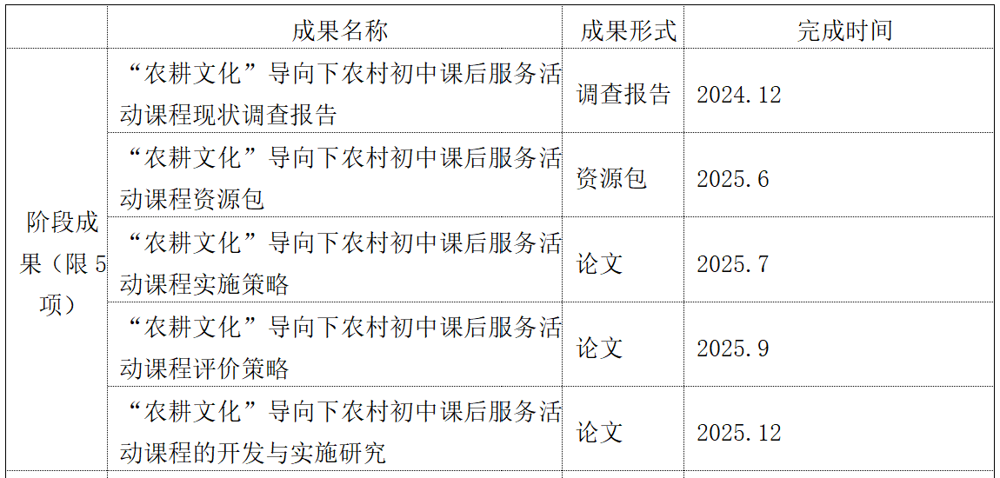 成果名称 成果形式 完成时间
“农耕文化”导向下农村初中课后服务活
动课程现状调查报告
调查报告 2024.12
“农耕文化”导向下农村初中课后服务活
动课程资源包
资源包 2025.6
阶段成
果（限 5
项）
“农耕文化”导向下农村初中课后服务活
动课程实施策略
论文 2025.7
“农耕文化”导向下农村初中课后服务活
动课程评价策略
论文 2025.9
“农耕文化”导向下农村初中课后服务活
动课程的开发与实施研究
论文 2025.12